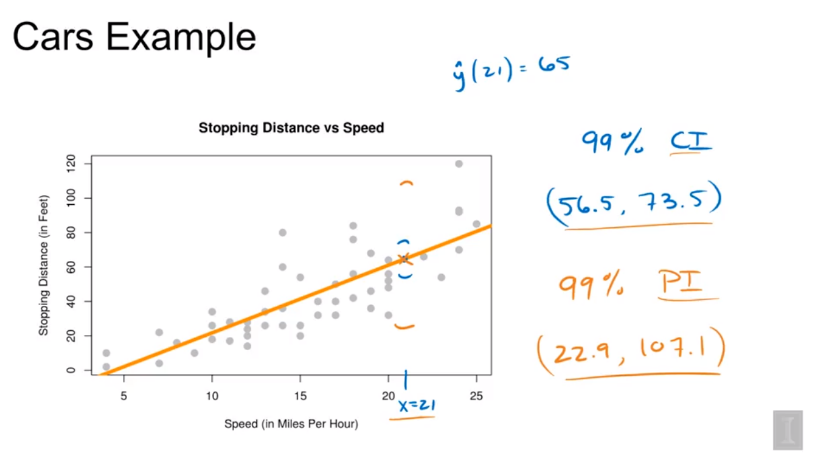 Cars Example
ŷ(21) = 65
Stopping Distance vs Speed
99% CI
(56.5, 73.5)
99% PI
(22.9, 107.1)
Stopping Distance (in Feet)
120
100
80
60
40
20
0
5 10 15 20 25
x=21
Speed (in Miles Per Hour)
I